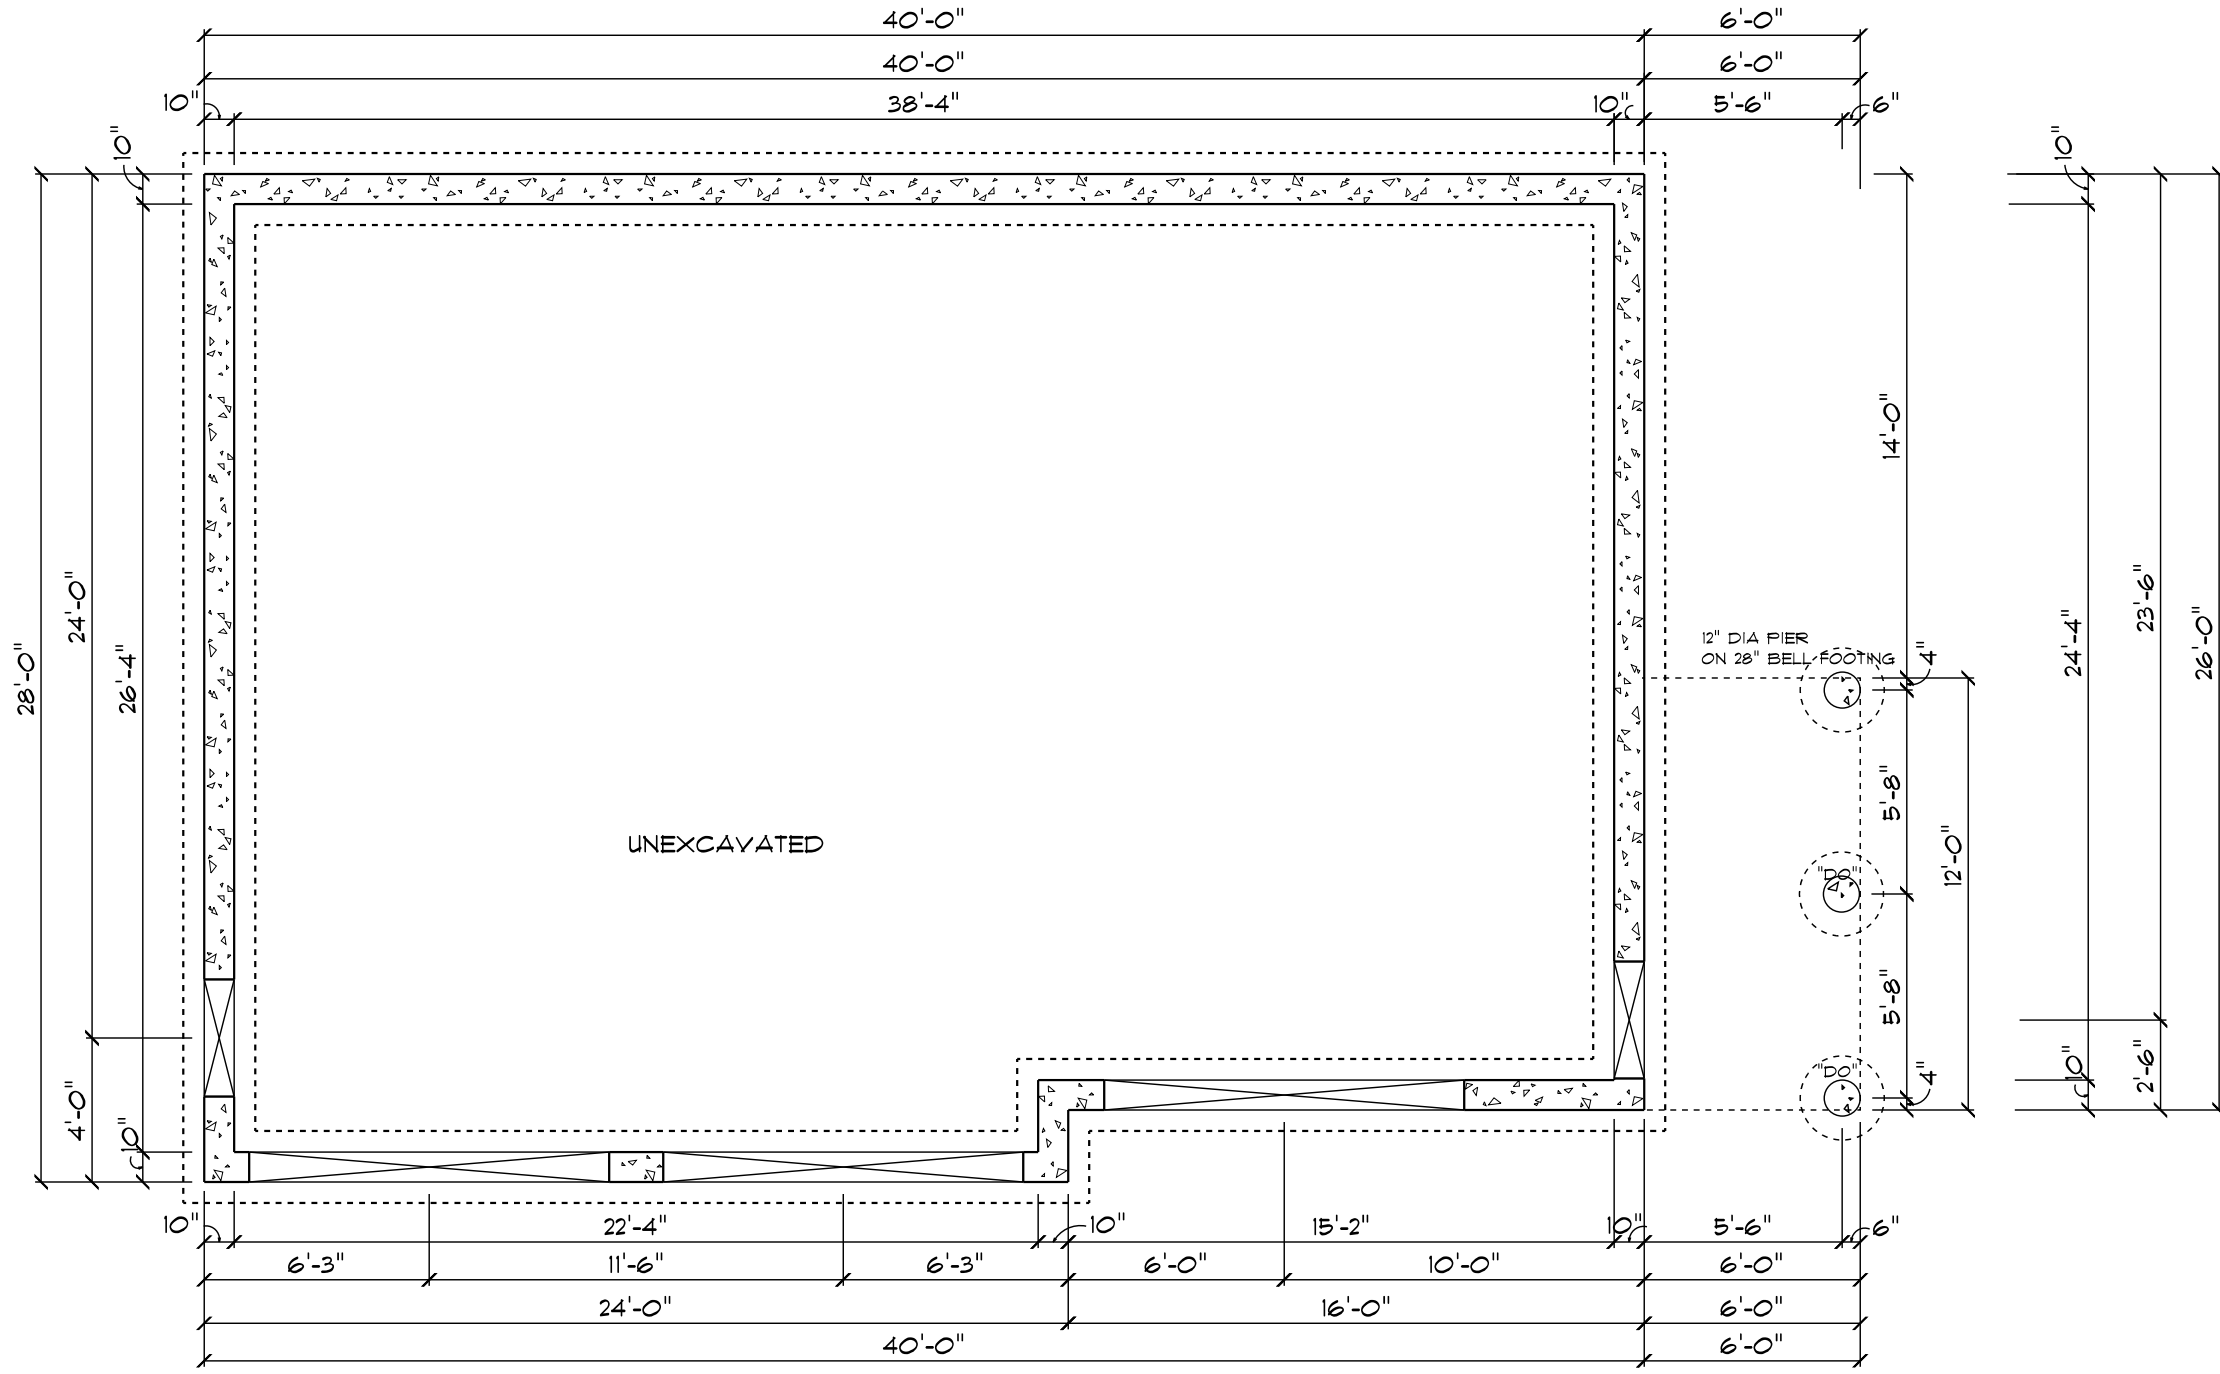 40'-0" 6'-0"
40'-0" 6'-0"
10" 38'-4" 10" 5'-6" 6"
10" 10"
14'-0"
28'-0" 24'-0" 26'-4"
12" DIA PIER
ON 28" BELL FOOTING
4"
24'-4" 23'-6" 26'-0"
5'-8"
UNEXCAVATED
"DO"
12'-0"
5'-8"
"DO"
4'-0" 10" 4" 10" 2'-6"
10" 22'-4" 10" 15'-2" 10" 5'-6" 6"
6'-3" 11'-6" 6'-3" 6'-0" 10'-0" 6'-0"
24'-0" 16'-0" 6'-0"
40'-0" 6'-0"